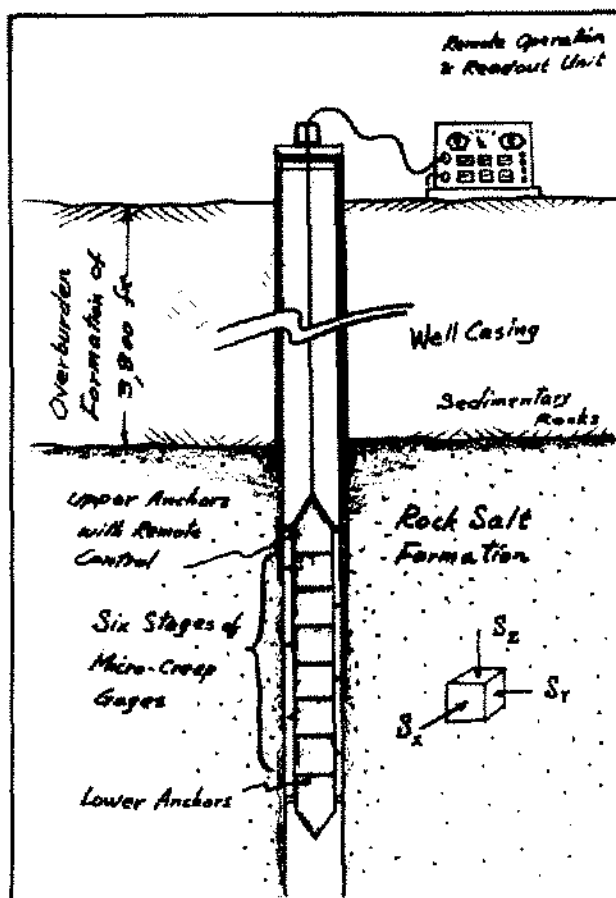 Remote Operation
& Readout Unit
Overburden
Formation of
3,800 ft
Well Casing
Sedimentary
Rocks
Upper Anchors
with Remote
Control
Rock Salt
Formation
Six Stages of
Micro-Creep
Gages
Sz
SY
Sx
Lower Anchors